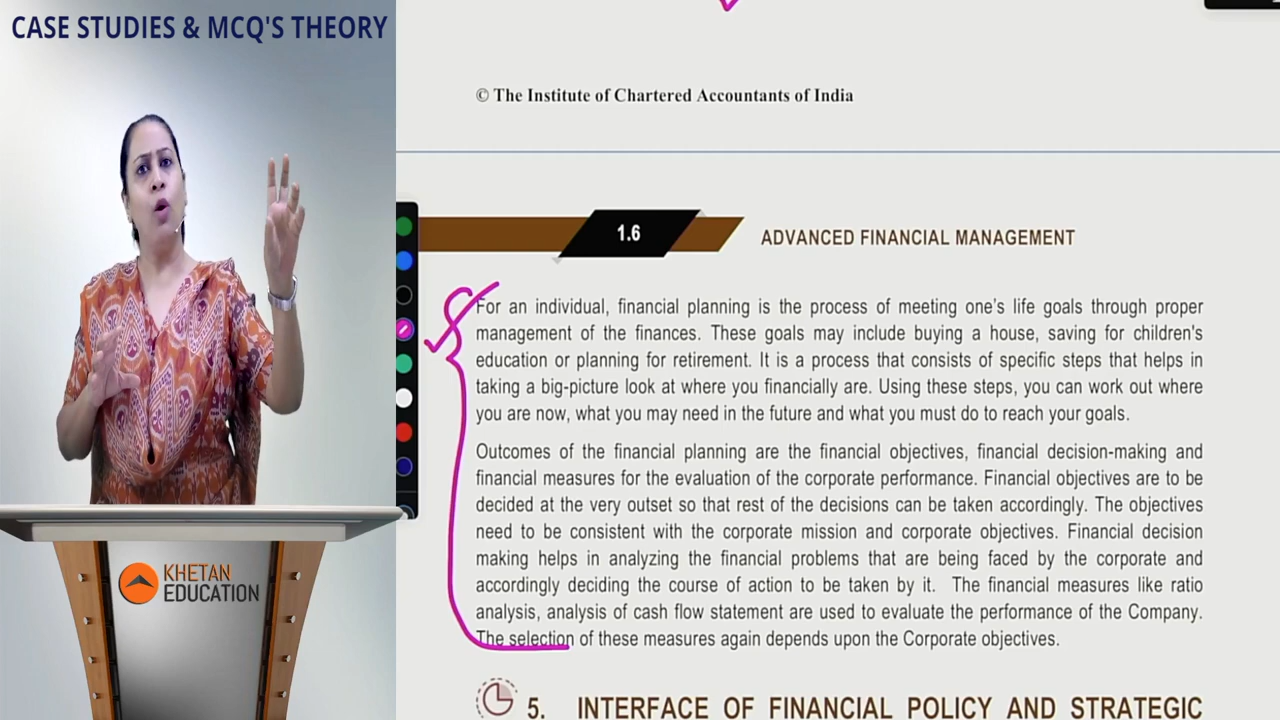 CASE STUDIES & MCQ'S THEORY
© The Institute of Chartered Accountants of India
1.6
ADVANCED FINANCIAL MANAGEMENT
For an individual, financial planning is the process of meeting one's life goals through proper
management of the finances. These goals may include buying a house, saving for children's
education or planning for retirement. It is a process that consists of specific steps that helps in
taking a big-picture look at where you financially are. Using these steps, you can work out where
you are now, what you may need in the future and what you must do to reach your goals.
Outcomes of the financial planning are the financial objectives, financial decision-making and
financial measures for the evaluation of the corporate performance. Financial objectives are to be
decided at the very outset so that rest of the decisions can be taken accordingly. The objectives
need to be consistent with the corporate mission and corporate objectives. Financial decision
making helps in analyzing the financial problems that are being faced by the corporate and
accordingly deciding the course of action to be taken by it. The financial measures like ratio
analysis, analysis of cash flow statement are used to evaluate the performance of the Company.
The selection of these measures again depends upon the Corporate objectives.
5. INTERFACE OF FINANCIAL POLICY AND STRATEGIC
KHETAN
EDUCATION